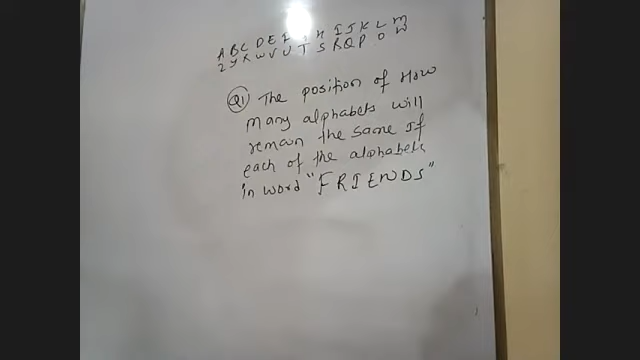 A B C D E F G H I J K L M
Z Y X W V U T S R Q P O N
Q1 The position of How
many alphabets will
remain the same If
each of the alphabets
in word "FRIENDS"